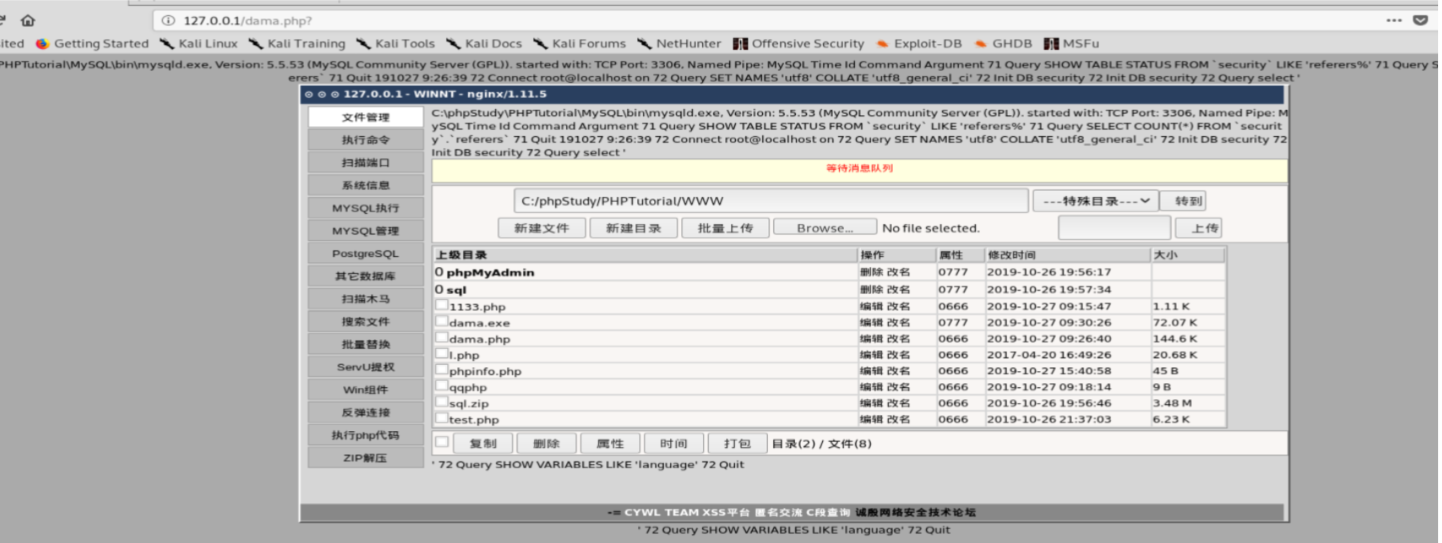 127.0.0.1/dama.php?
ited Getting Started Kali Linux Kali Training Kali Tools Kali Docs Kali Forums NetHunter Offensive Security Exploit-DB GHDB MSFu
PHPTutorial\MySQL\bin\mysqld.exe, Version: 5.5.53 (MySQL Community Server (GPL)). started with: TCP Port: 3306, Named Pipe: MySQL Time Id Command Argument 71 Query SHOW TABLE STATUS FROM `security` LIKE 'referers%' 71 Query S
erers` 71 Quit 191027 9:26:39 72 Connect root@localhost on 72 Query SET NAMES 'utf8' COLLATE 'utf8_general_ci' 72 Init DB security 72 Init DB security 72 Query select '
127.0.0.1 - WINNT - nginx/1.11.5
文件管理
执行命令
扫描端口
系统信息
MYSQL执行
MYSQL管理
PostgreSQL
其它数据库
扫描木马
搜索文件
批量替换
ServU提权
Win组件
反弹连接
执行php代码
ZIP解压
C:\phpStudy\PHPTutorial\MySQL\bin\mysqld.exe, Version: 5.5.53 (MySQL Community Server (GPL)). started with: TCP Port: 3306, Named Pipe: M
ySQL Time Id Command Argument 71 Query SHOW TABLE STATUS FROM `security` LIKE 'referers%' 71 Query SELECT COUNT(*) FROM `securit
y`.`referers` 71 Quit 191027 9:26:39 72 Connect root@localhost on 72 Query SET NAMES 'utf8' COLLATE 'utf8_general_ci' 72 Init DB security 72
Init DB security 72 Query select '
等待消息队列
C:/phpStudy/PHPTutorial/WWW ---特殊目录--- 转到
新建文件 新建目录 批量上传 Browse... No file selected. 上传
上级目录 操作 属性 修改时间 大小
0 phpMyAdmin 删除 改名 0777 2019-10-26 19:56:17
0 sql 删除 改名 0777 2019-10-26 19:57:34
1133.php 编辑 改名 0666 2019-10-27 09:15:47 1.11 K
dama.exe 编辑 改名 0777 2019-10-27 09:30:26 72.07 K
dama.php 编辑 改名 0666 2019-10-27 09:26:40 144.6 K
l.php 编辑 改名 0666 2017-04-20 16:49:26 20.68 K
phpinfo.php 编辑 改名 0666 2019-10-27 15:40:58 45 B
qqphp 编辑 改名 0666 2019-10-27 09:18:14 9 B
sql.zip 编辑 改名 0666 2019-10-26 19:56:46 3.48 M
test.php 编辑 改名 0666 2019-10-26 21:37:03 6.23 K
复制 删除 属性 时间 打包 目录(2) / 文件(8)
' 72 Query SHOW VARIABLES LIKE 'language' 72 Quit
-= CYWL TEAM XSS平台 匿名交流 C段查询 诚殷网络安全技术论坛
' 72 Query SHOW VARIABLES LIKE 'language' 72 Quit